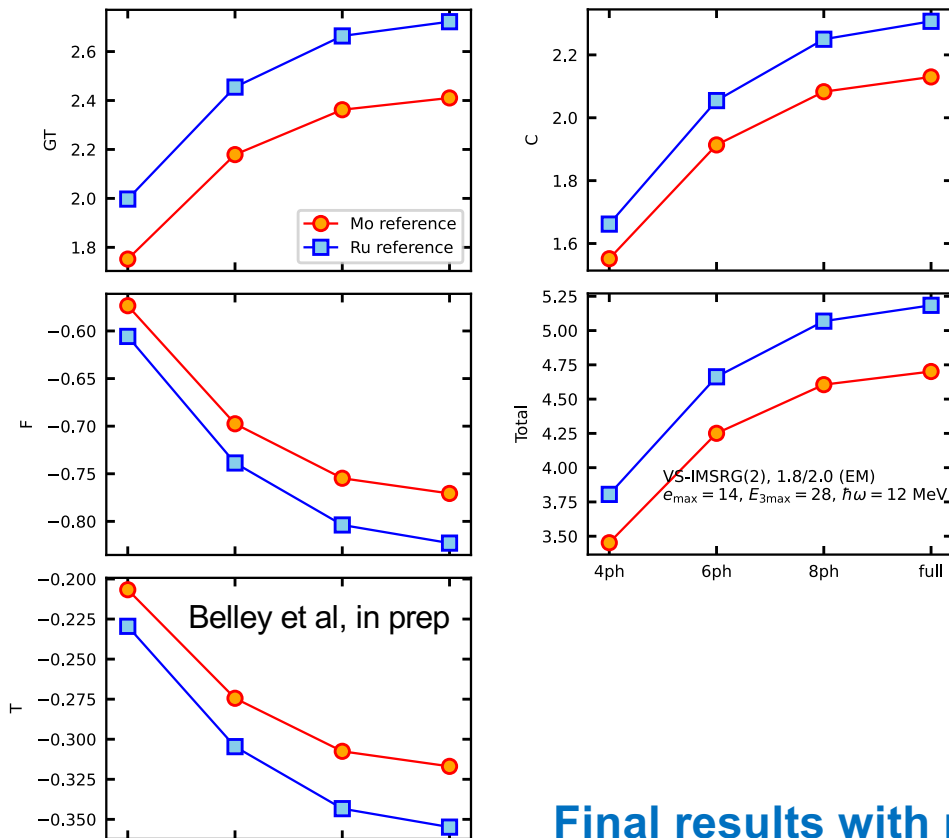 GT
2.6
2.4
2.2
2.0
1.8
Mo reference
Ru reference
C
2.2
2.0
1.8
1.6
F
−0.60
−0.65
−0.70
−0.75
−0.80
Total
5.25
5.00
4.75
4.50
4.25
4.00
3.75
3.50
VS-IMSRG(2), 1.8/2.0 (EM)
e_max = 14, E_3max = 28, ℏω = 12 MeV
4ph 6ph 8ph full
T
−0.200
−0.225
−0.250
−0.275
−0.300
−0.325
−0.350
Belley et al, in prep
Final results with